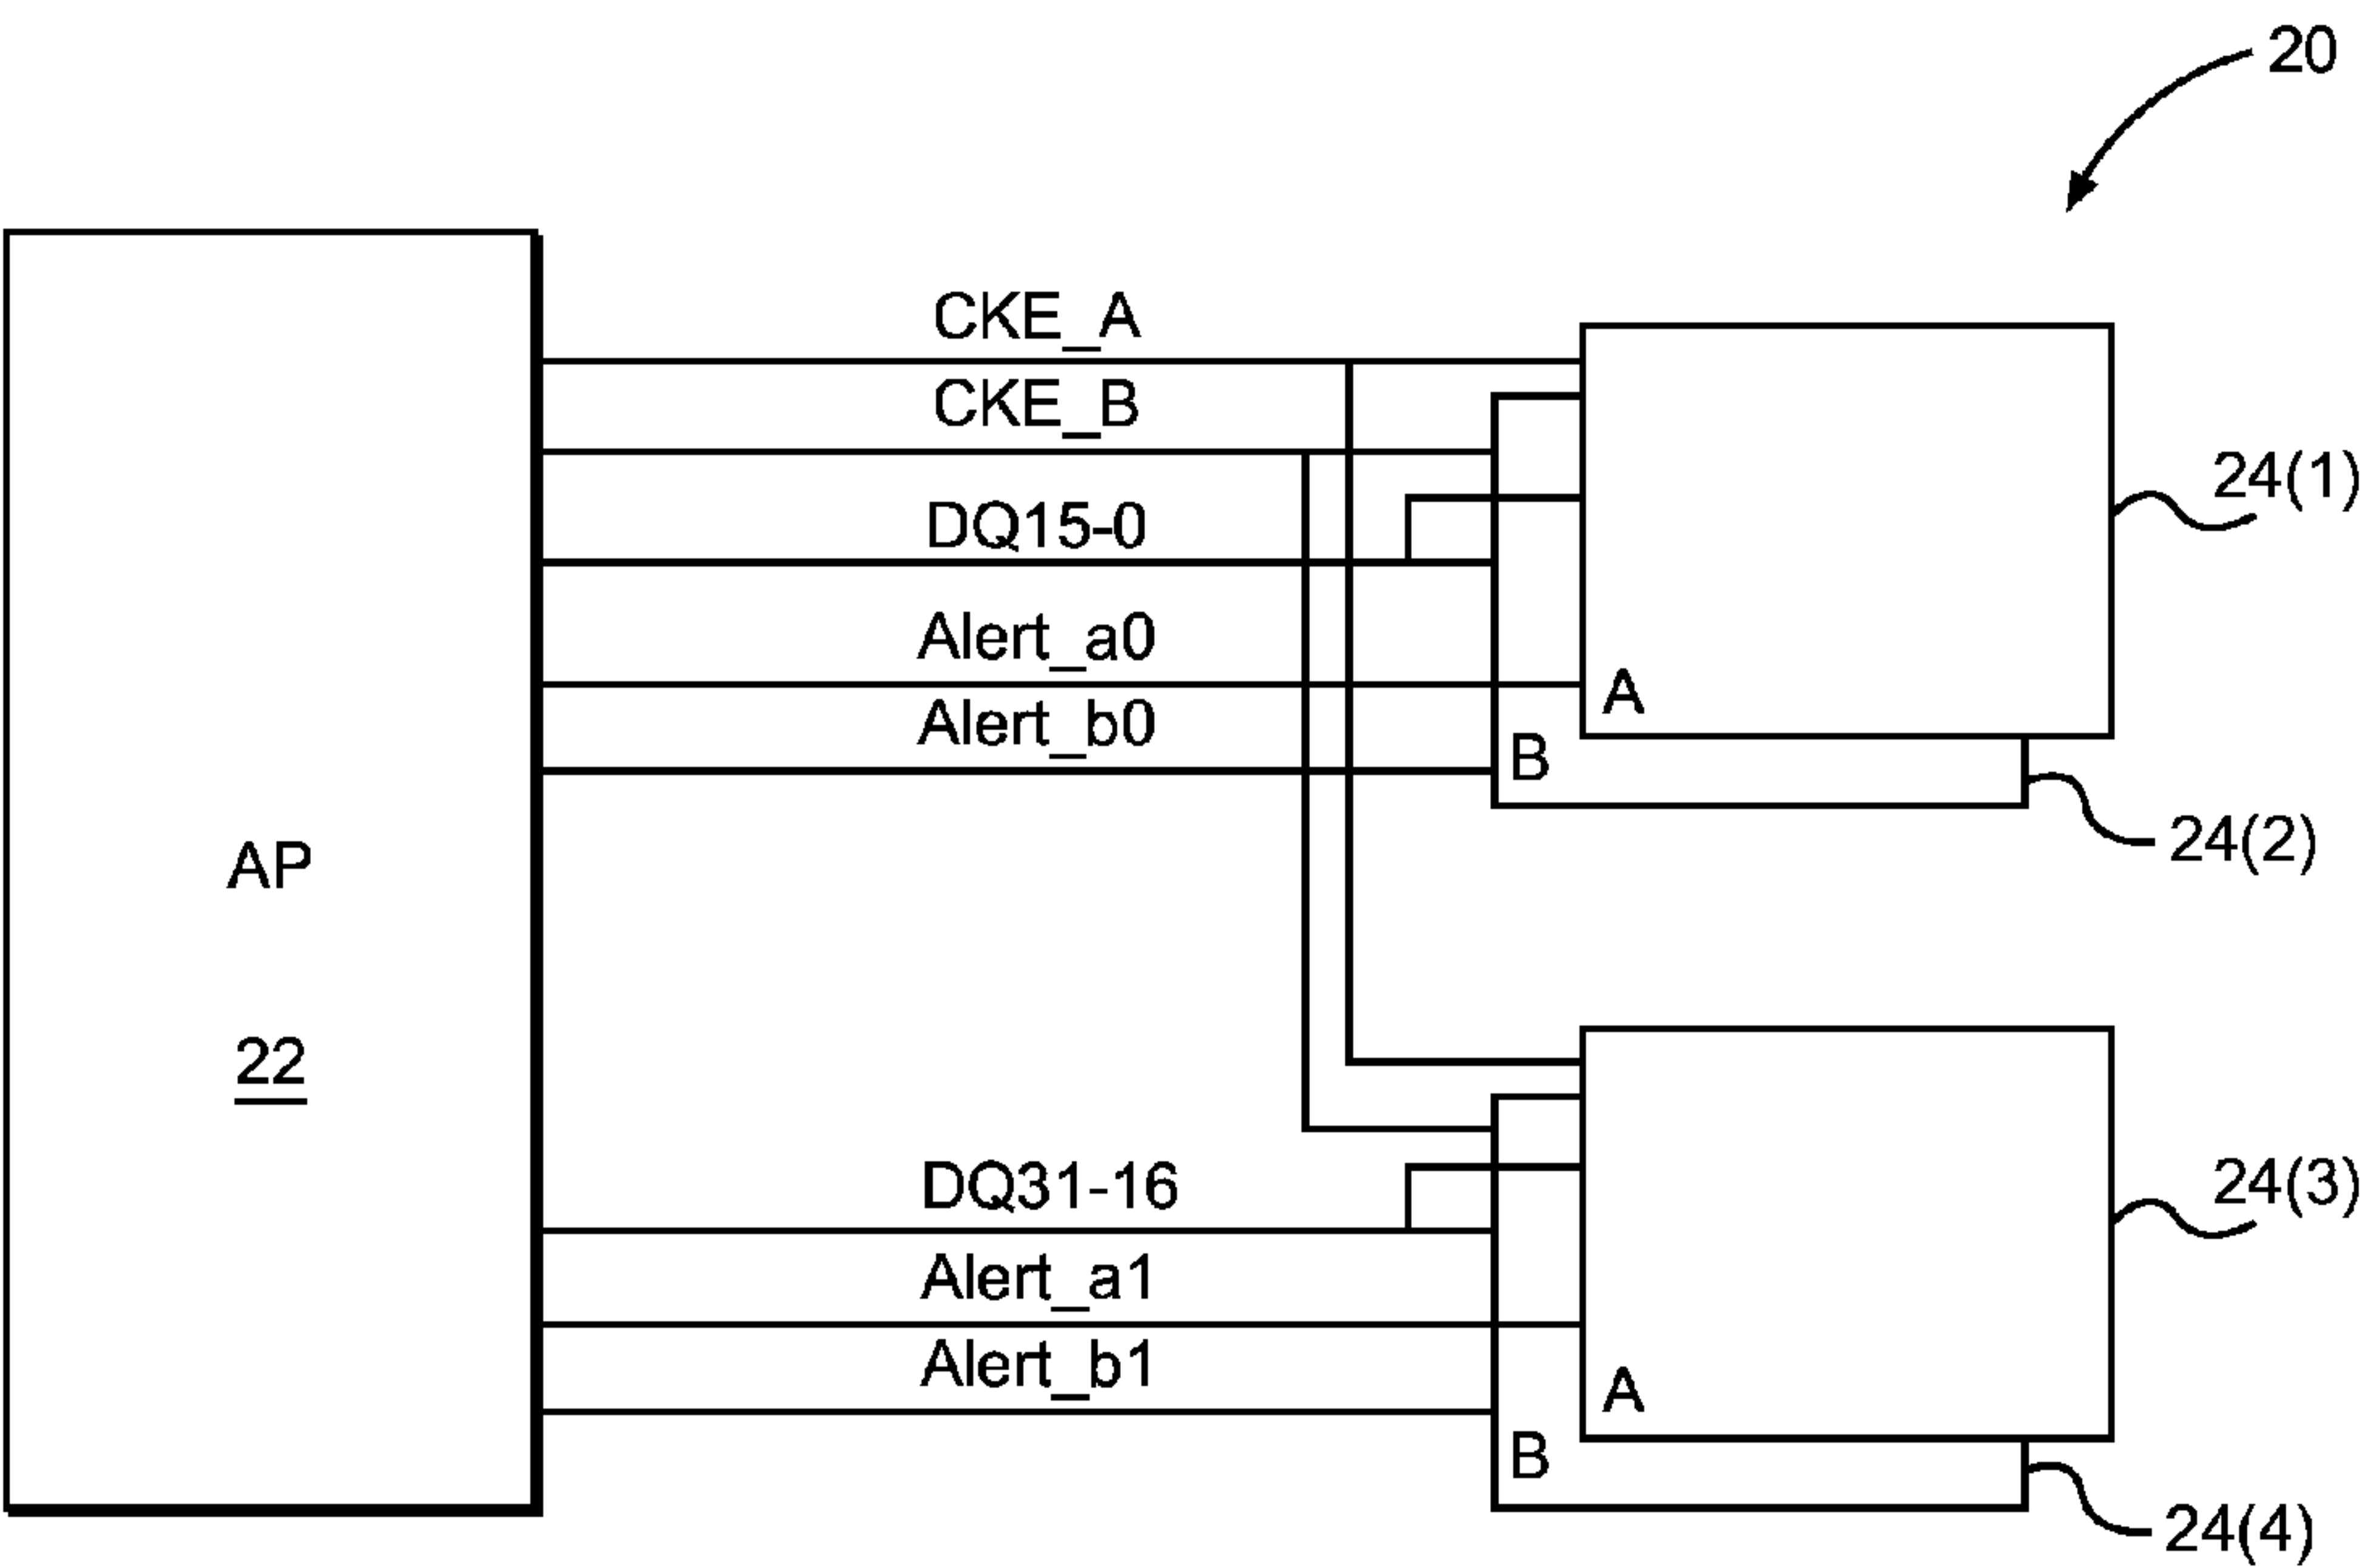 20
CKE_A
CKE_B
24(1)
DQ15-0
Alert_a0
A
Alert_b0
B
24(2)
AP
22
DQ31-16
24(3)
Alert_a1
Alert_b1
A
B
24(4)